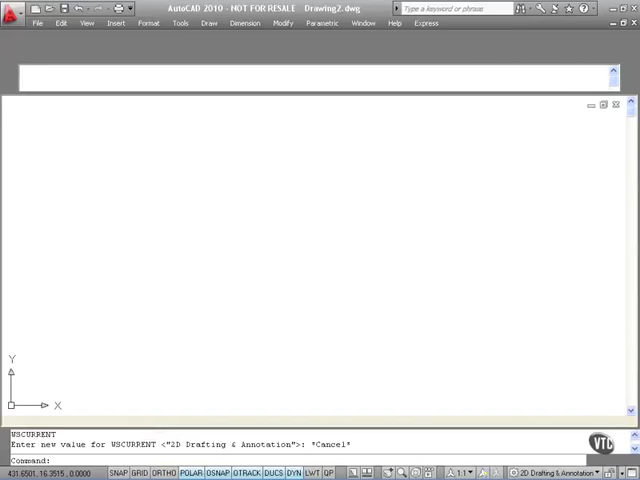 AutoCAD 2010 - NOT FOR RESALE Drawing2.dwg
Type a keyword or phrase
File Edit View Insert Format Tools Draw Dimension Modify Parametric Window Help Express
Y
X
WSCURRENT
Enter new value for WSCURRENT <"2D Drafting & Annotation">: *Cancel*
VTC
Command:
431.6501, 16.3515 , 0.0000 SNAP GRID ORTHO POLAR OSNAP OTRACK DUCS DYN LWT QP 1:1 2D Drafting & Annotation